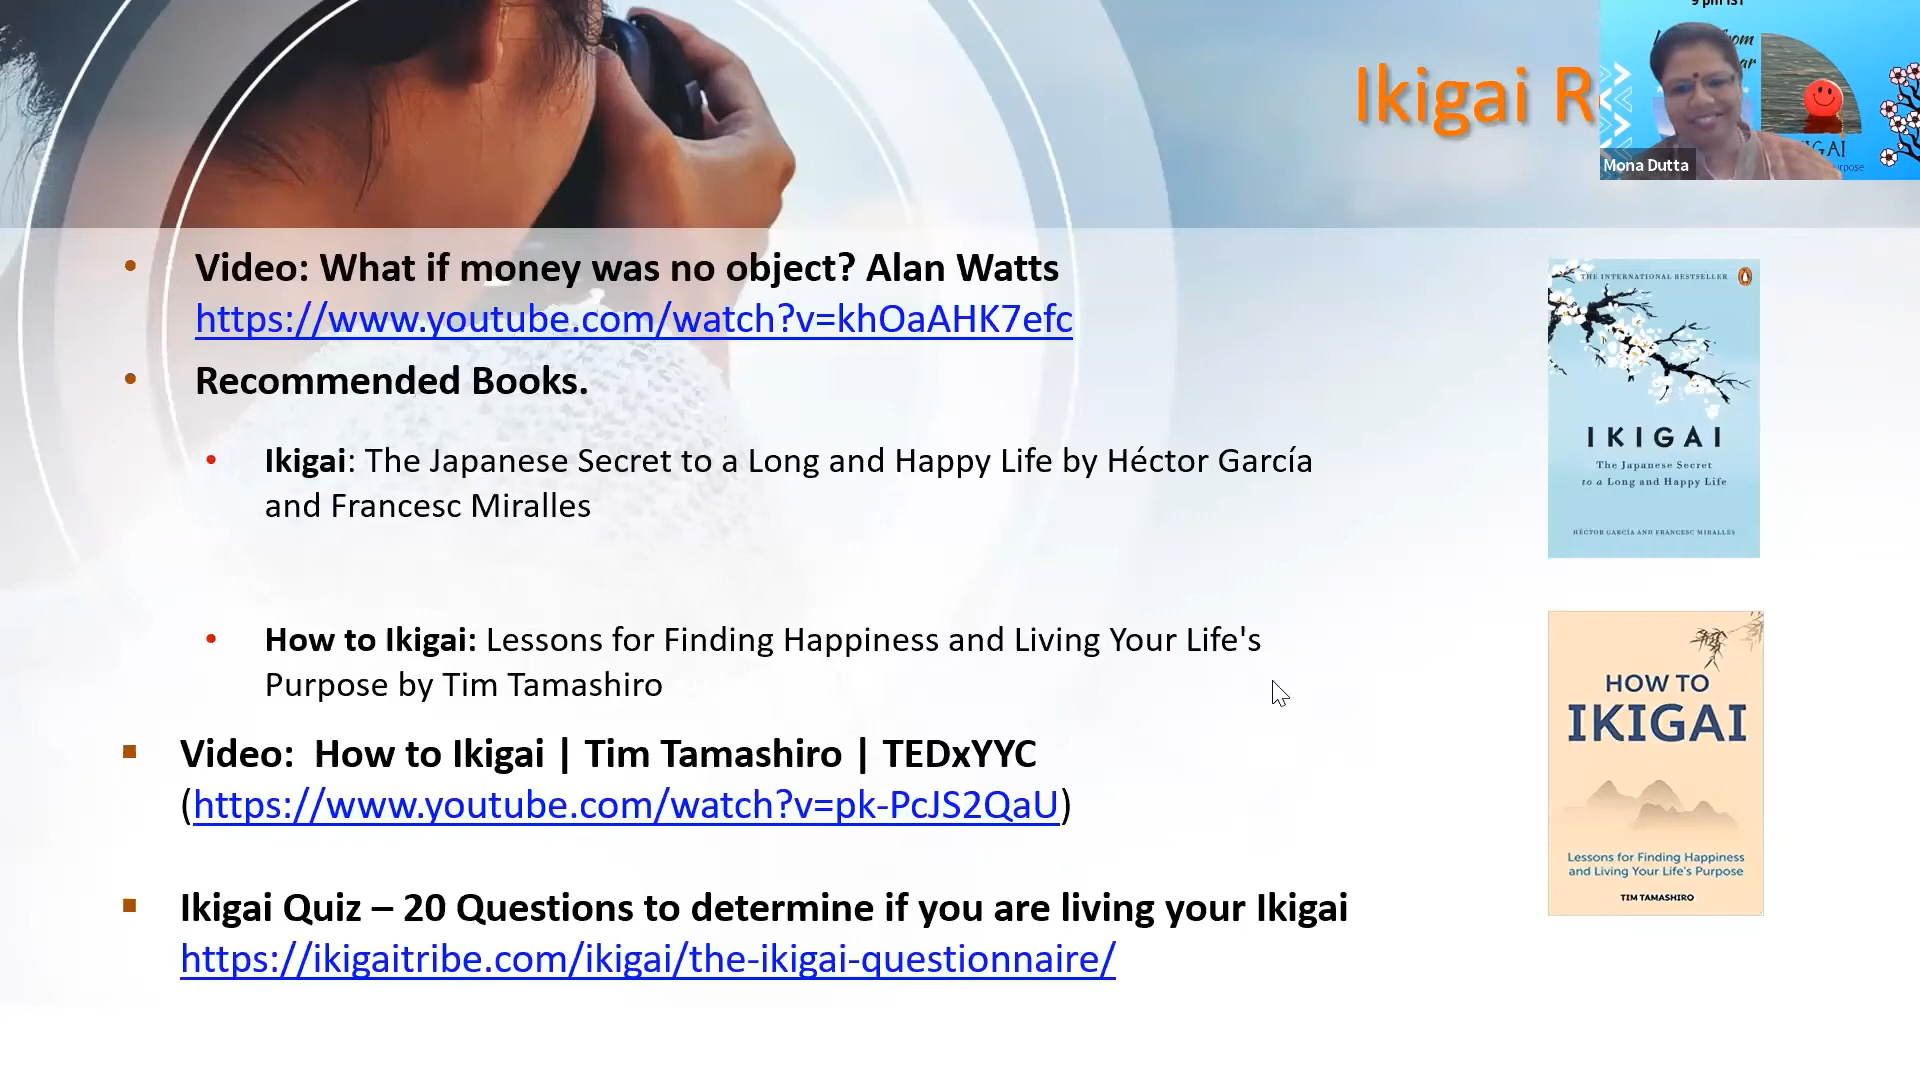 9 pm IST
Ikigai R
Mona Dutta
Video: What if money was no object? Alan Watts
https://www.youtube.com/watch?v=khOaAHK7efc
Recommended Books.
Ikigai: The Japanese Secret to a Long and Happy Life by Héctor García
and Francesc Miralles
How to Ikigai: Lessons for Finding Happiness and Living Your Life's
Purpose by Tim Tamashiro
Video:  How to Ikigai | Tim Tamashiro | TEDxYYC
(https://www.youtube.com/watch?v=pk-PcJS2QaU)
Ikigai Quiz – 20 Questions to determine if you are living your Ikigai
https://ikigaitribe.com/ikigai/the-ikigai-questionnaire/
THE INTERNATIONAL BESTSELLER
IKIGAI
The Japanese Secret
to a Long and Happy Life
HÉCTOR GARCÍA AND FRANCESC MIRALLES
HOW TO
IKIGAI
Lessons for Finding Happiness
and Living Your Life's Purpose
TIM TAMASHIRO